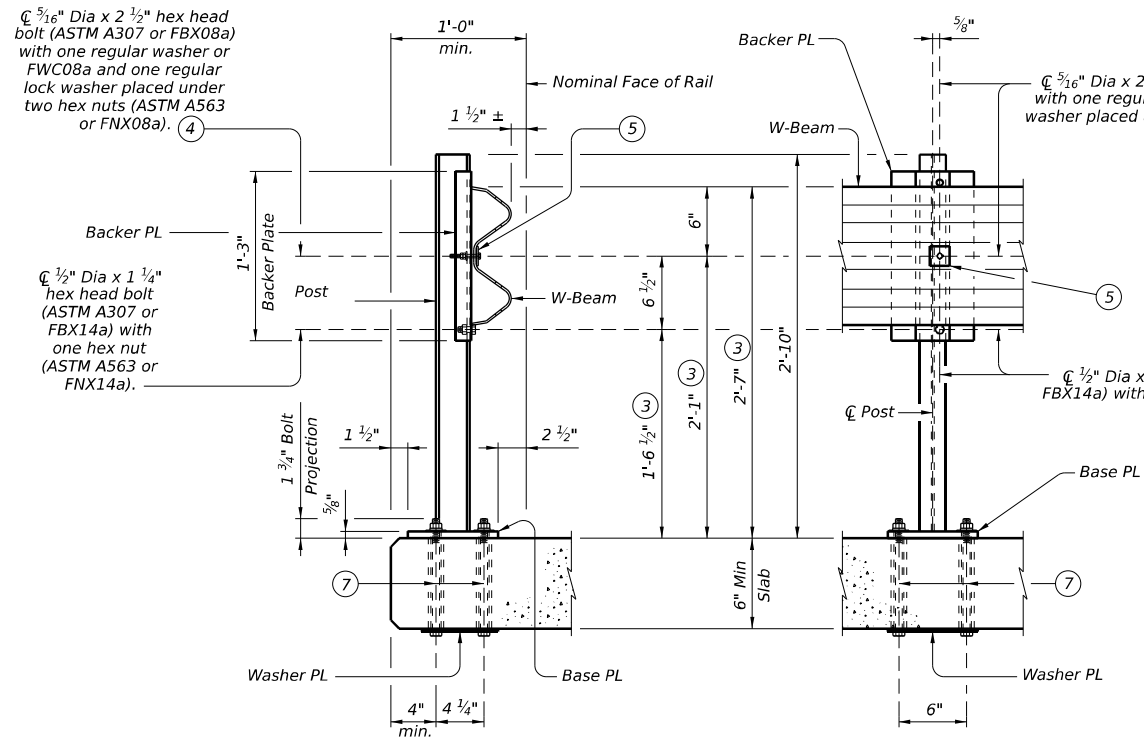 ℄ 5/16" Dia x 2 1/2" hex head
bolt (ASTM A307 or FBX08a)
with one regular washer or
FWC08a and one regular
lock washer placed under
two hex nuts (ASTM A563
or FNX08a).
4
1'-0"
min.
Nominal Face of Rail
1 1/2" ±
5
Backer PL
5/8"
℄ 5/16" Dia x 2
with one regu
washer placed
W-Beam
Backer PL
1'-3"
Backer Plate
Post
6"
6 1/2"
W-Beam
5
℄ 1/2" Dia x 1 1/4"
hex head bolt
(ASTM A307 or
FBX14a) with
one hex nut
(ASTM A563 or
FNX14a).
1'-6 1/2" 3
2'-1" 3
2'-7" 3
2'-10"
℄ 1/2" Dia x
FBX14a) with
℄ Post
1 3/4" Bolt
Projection
1 1/2"
2 1/2"
5/8"
Base PL
7
6" Min
Slab
7
Washer PL
Base PL
Washer PL
4"
min.
4 1/4"
6"